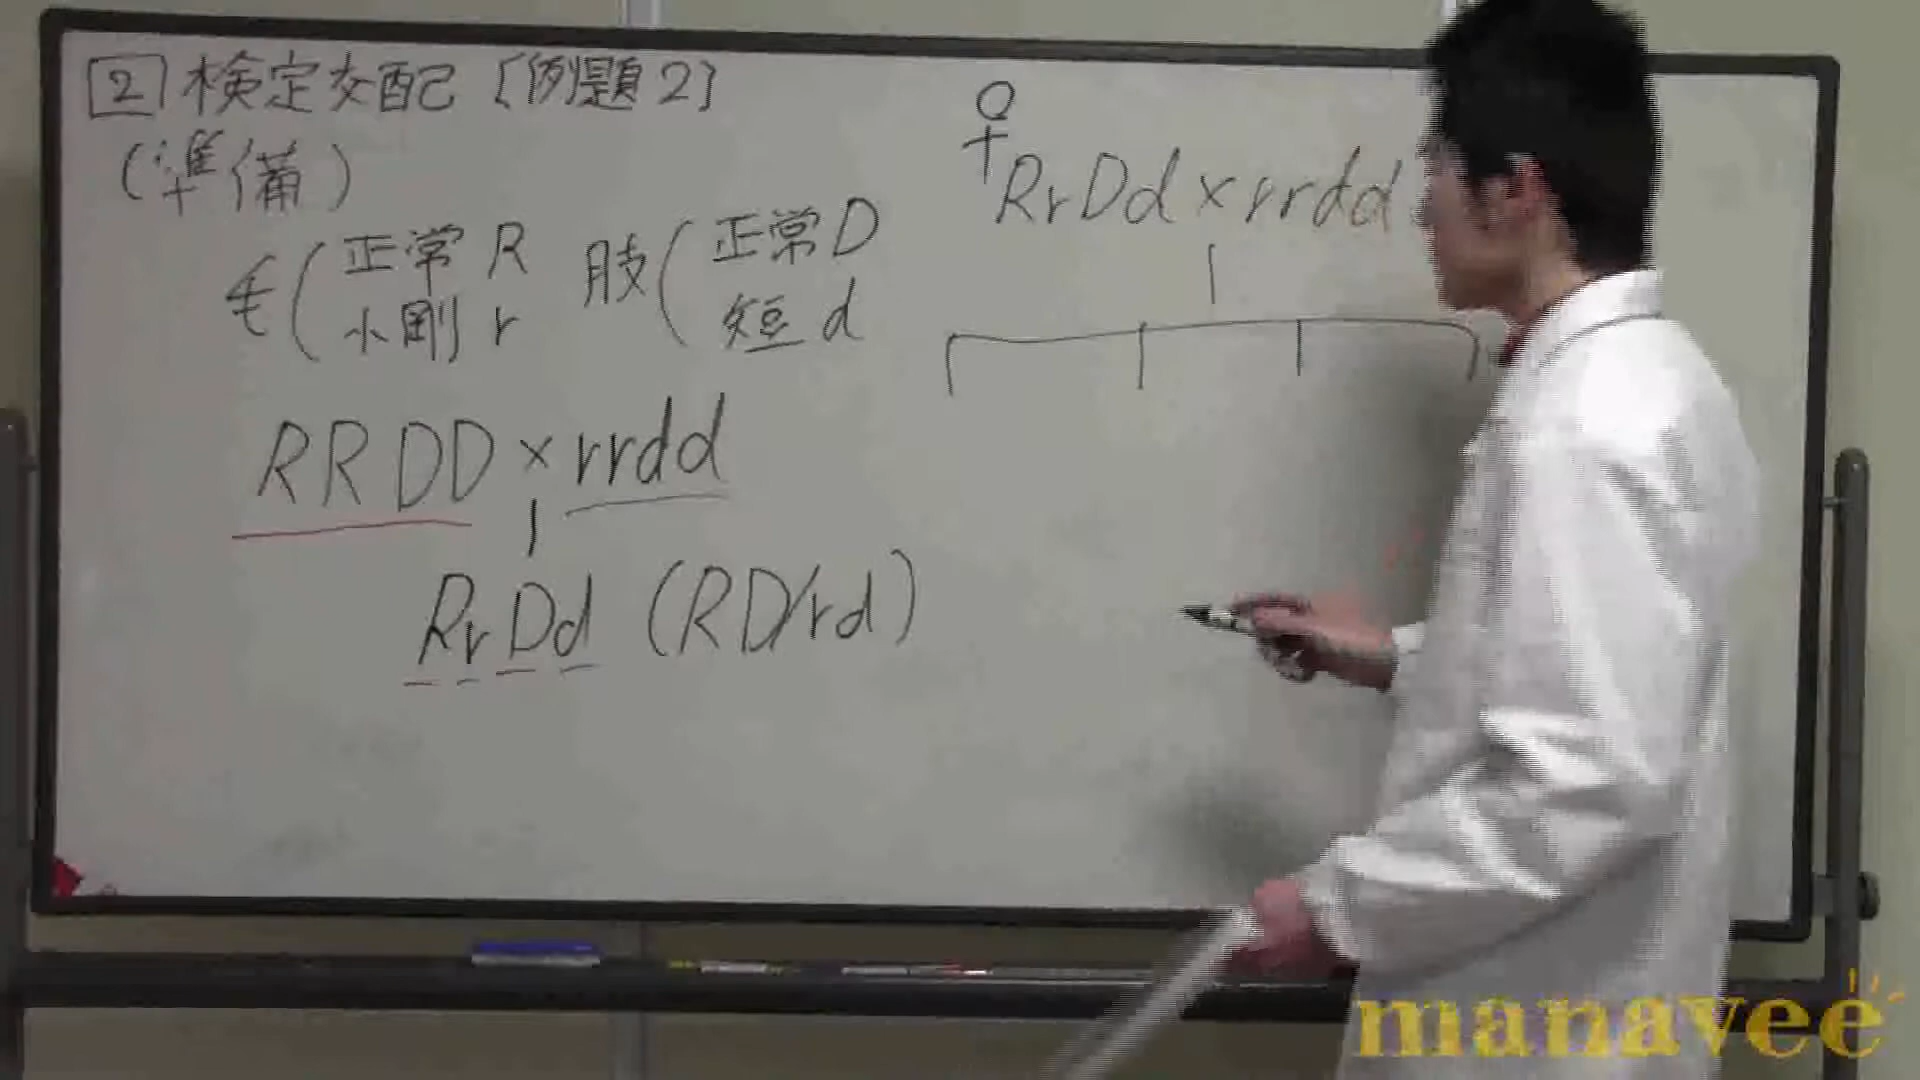 2 検定交配〔例題2〕
(準備)
毛( 正常 R 肢( 正常 D
小剛 r 短 d
RRDD×rrdd
RrDd (RD/rd)
♀
RrDd×rrdd
manavee